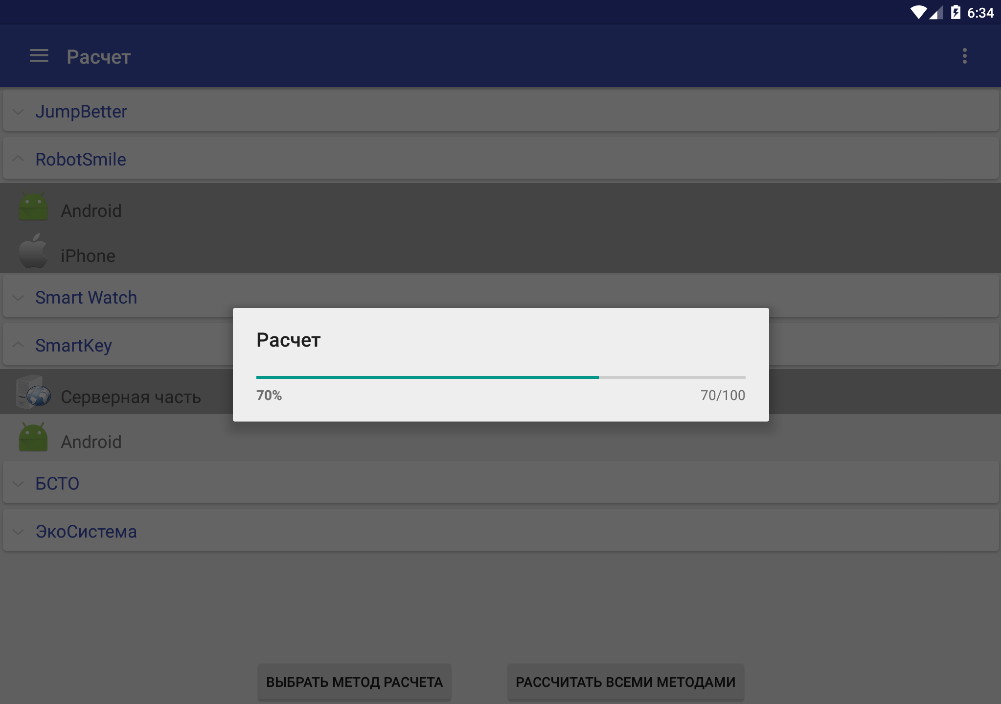 6:34
Расчет
JumpBetter
RobotSmile
Android
iPhone
Smart Watch
SmartKey
Расчет
70% 70/100
Серверная часть
Android
БСТО
ЭкоСистема
ВЫБРАТЬ МЕТОД РАСЧЕТА РАССЧИТАТЬ ВСЕМИ МЕТОДАМИ